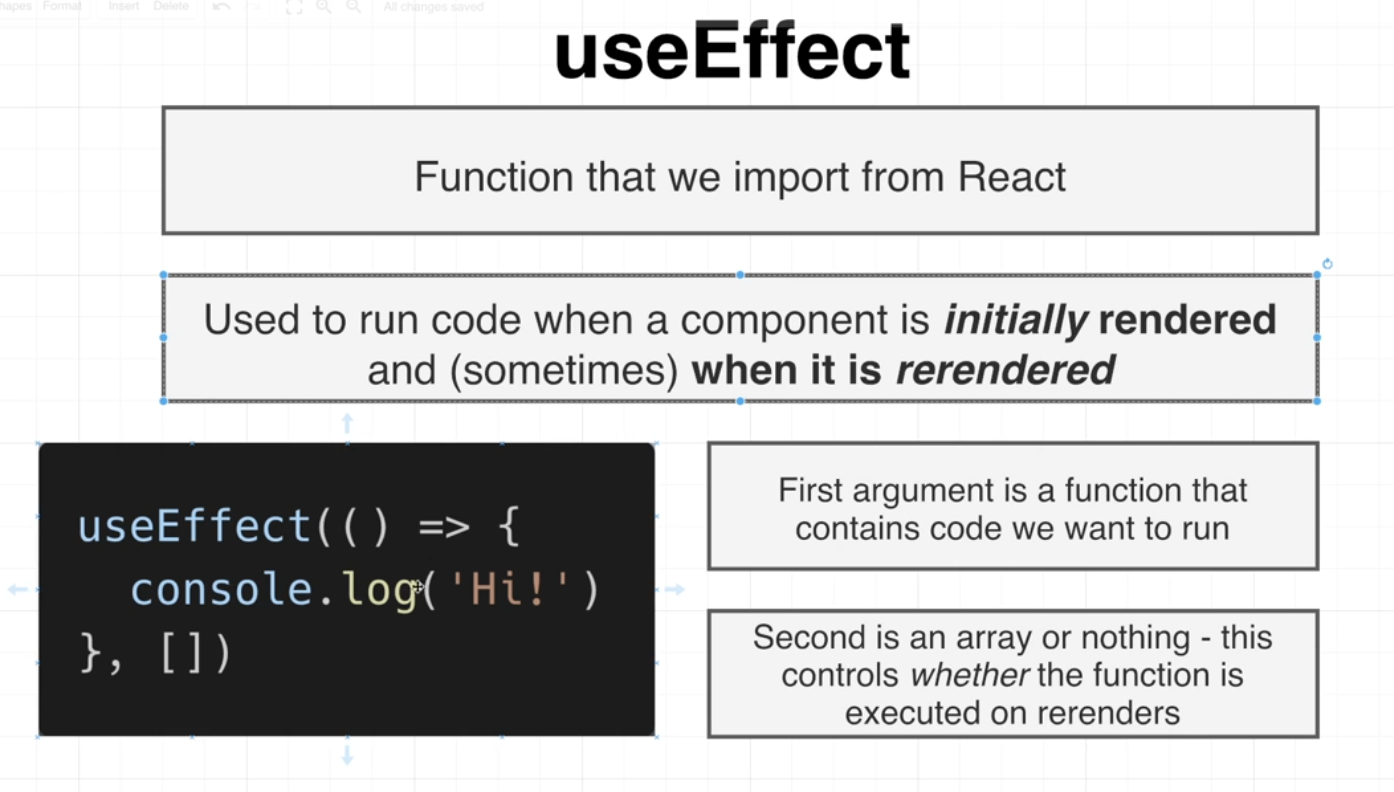 hapes Format Insert Delete All changes saved
useEffect
Function that we import from React
Used to run code when a component is initially rendered
and (sometimes) when it is rerendered
useEffect(() => {
  console.log('Hi!')
}, [])
First argument is a function that
contains code we want to run
Second is an array or nothing - this
controls whether the function is
executed on rerenders